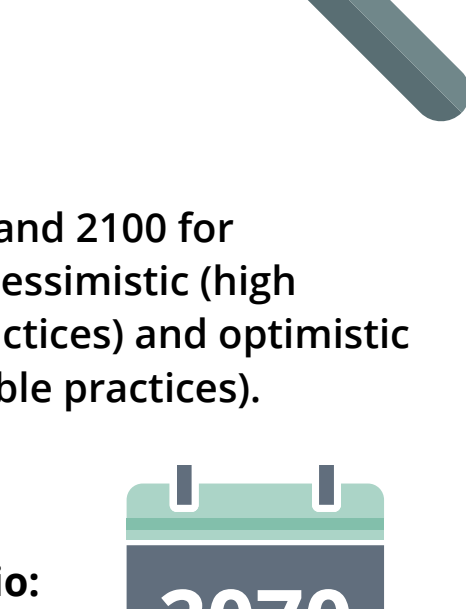 and 2100 for
essimistic (high
ctices) and optimistic
ble practices).
io:
2070